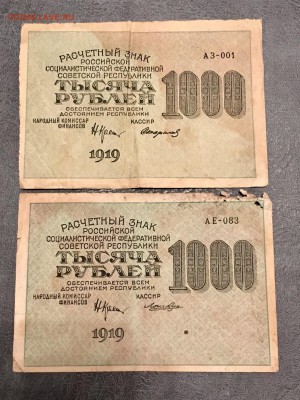 РАСЧЕТНЫЙ ЗНАК
РОССИЙСКОЙ
СОЦИАЛИСТИЧЕСКОЙ ФЕДЕРАТИВНОЙ
СОВЕТСКОЙ РЕСПУБЛИКИ
АЗ-001
ТЫСЯЧА
РУБЛЕЙ
1000
ОБЕСПЕЧИВАЕТСЯ ВСЕМ
ДОСТОЯНИЕМ РЕСПУБЛИКИ
НАРОДНЫЙ КОМИССАР
ФИНАНСОВ
КАССИР
1919
РАСЧЕТНЫЙ ЗНАК
РОССИЙСКОЙ
СОЦИАЛИСТИЧЕСКОЙ ФЕДЕРАТИВНОЙ
СОВЕТСКОЙ РЕСПУБЛИКИ
АЕ-083
ТЫСЯЧА
РУБЛЕЙ
1000
ОБЕСПЕЧИВАЕТСЯ ВСЕМ
ДОСТОЯНИЕМ РЕСПУБЛИКИ
НАРОДНЫЙ КОМИССАР
ФИНАНСОВ
КАССИР
1919